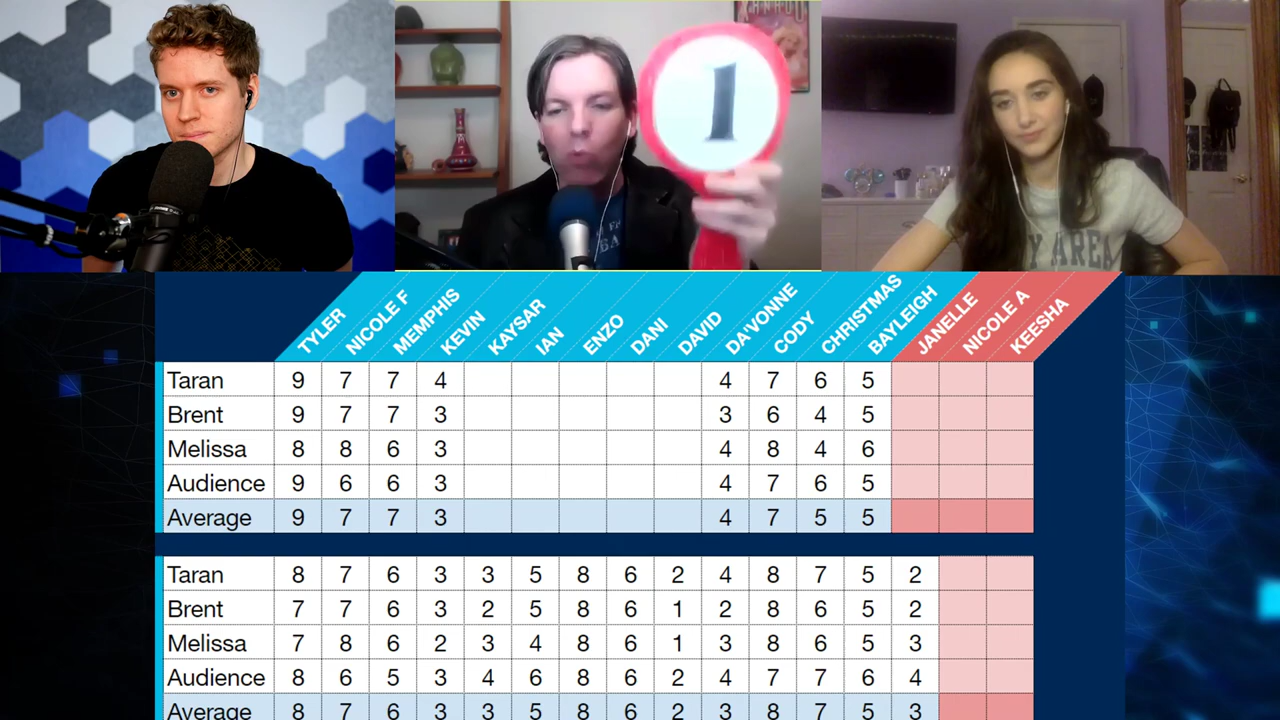 XANADU
1
BA
Y AREA
TYLER NICOLE F MEMPHIS KEVIN KAYSAR IAN ENZO DANI DAVID DA'VONNE CODY CHRISTMAS BAYLEIGH JANELLE NICOLE A KEESHA
Taran 9 7 7 4 4 7 6 5
Brent 9 7 7 3 3 6 4 5
Melissa 8 8 6 3 4 8 4 6
Audience 9 6 6 3 4 7 6 5
Average 9 7 7 3 4 7 5 5
Taran 8 7 6 3 3 5 8 6 2 4 8 7 5 2
Brent 7 7 6 3 2 5 8 6 1 2 8 6 5 2
Melissa 7 8 6 2 3 4 8 6 1 3 8 6 5 3
Audience 8 6 5 3 4 6 8 6 2 4 7 7 6 4
Average 8 7 6 3 3 5 8 6 2 3 8 7 5 3